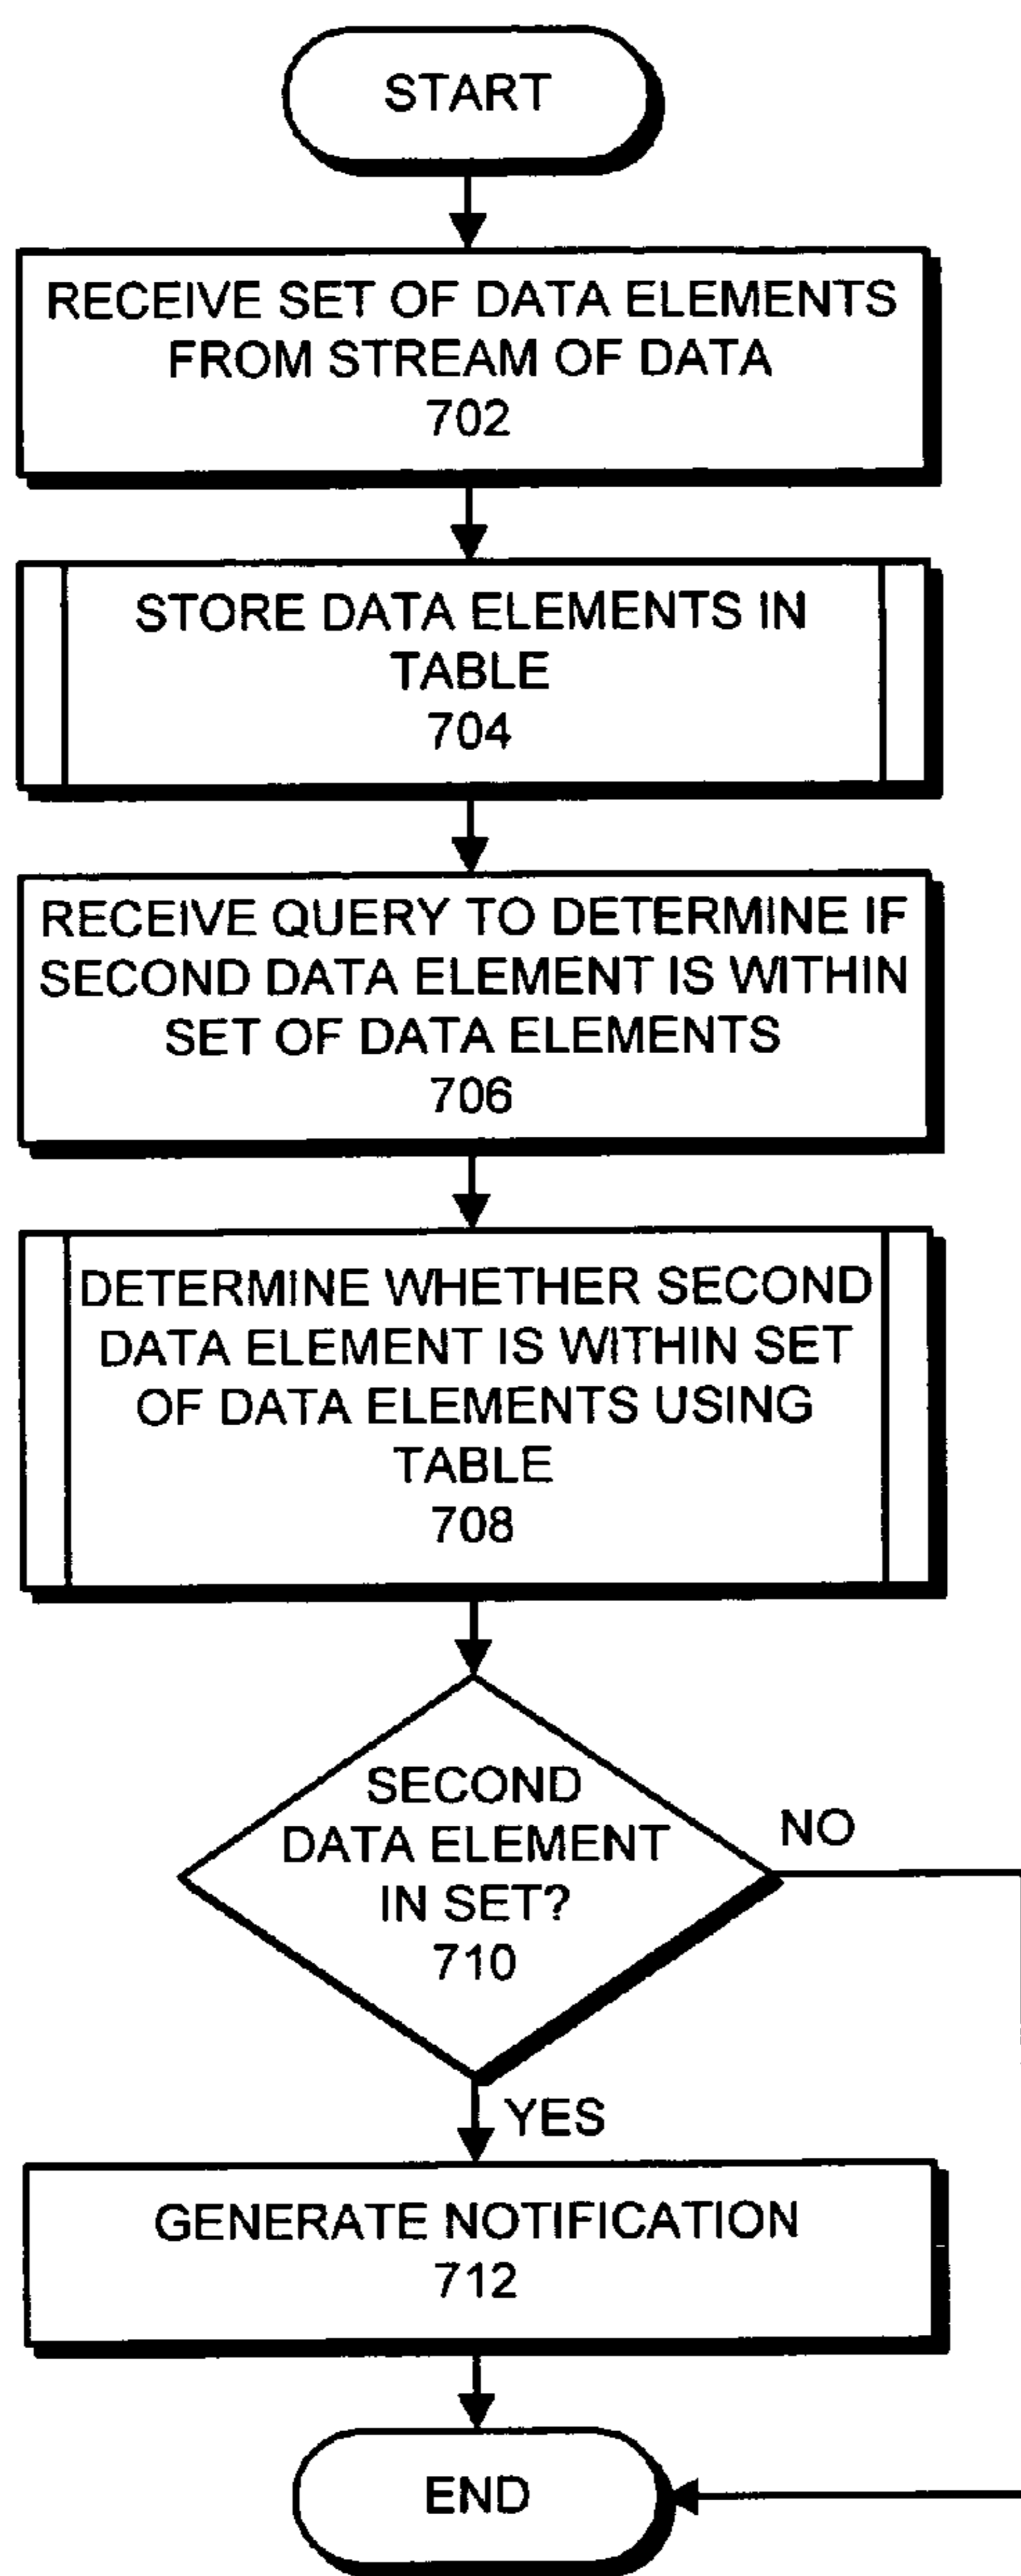 START
RECEIVE SET OF DATA ELEMENTS
FROM STREAM OF DATA
702
STORE DATA ELEMENTS IN
TABLE
704
RECEIVE QUERY TO DETERMINE IF
SECOND DATA ELEMENT IS WITHIN
SET OF DATA ELEMENTS
706
DETERMINE WHETHER SECOND
DATA ELEMENT IS WITHIN SET
OF DATA ELEMENTS USING
TABLE
708
SECOND
DATA ELEMENT
IN SET?
710
NO
YES
GENERATE NOTIFICATION
712
END